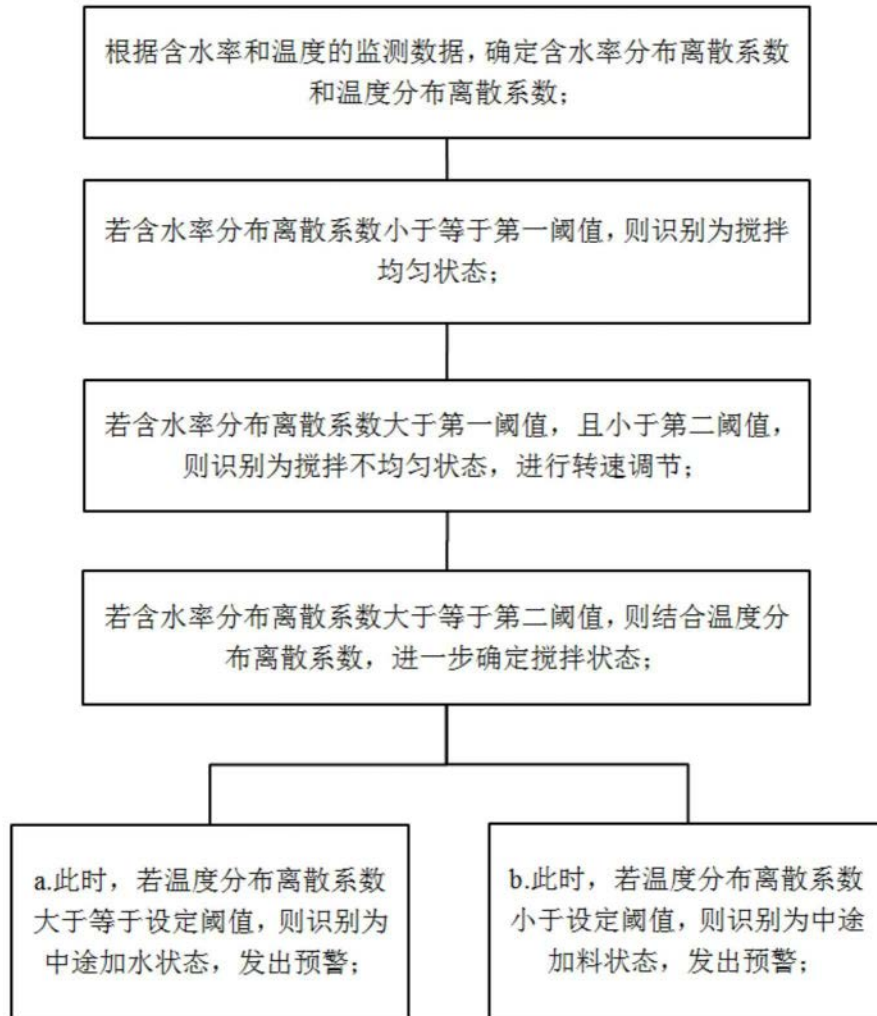 根据含水率和温度的监测数据，确定含水率分布离散系数
和温度分布离散系数；
若含水率分布离散系数小于等于第一阈值，则识别为搅拌
均匀状态；
若含水率分布离散系数大于第一阈值，且小于第二阈值，
则识别为搅拌不均匀状态，进行转速调节；
若含水率分布离散系数大于等于第二阈值，则结合温度分
布离散系数，进一步确定搅拌状态；
a.此时，若温度分布离散系数
大于等于设定阈值，则识别为
中途加水状态，发出预警；
b.此时，若温度分布离散系数
小于设定阈值，则识别为中途
加料状态，发出预警；